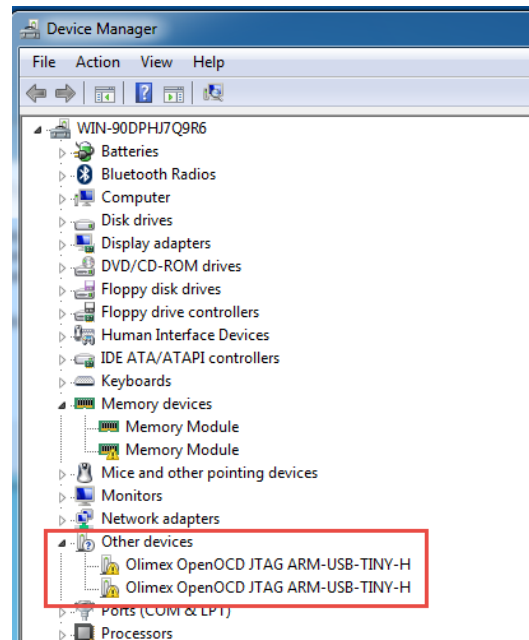 Device Manager
File Action View Help
WIN-90DPHJ7Q9R6
Batteries
Bluetooth Radios
Computer
Disk drives
Display adapters
DVD/CD-ROM drives
Floppy disk drives
Floppy drive controllers
Human Interface Devices
IDE ATA/ATAPI controllers
Keyboards
Memory devices
Memory Module
Memory Module
Mice and other pointing devices
Monitors
Network adapters
Other devices
Olimex OpenOCD JTAG ARM-USB-TINY-H
Olimex OpenOCD JTAG ARM-USB-TINY-H
Ports (COM & LPT)
Processors